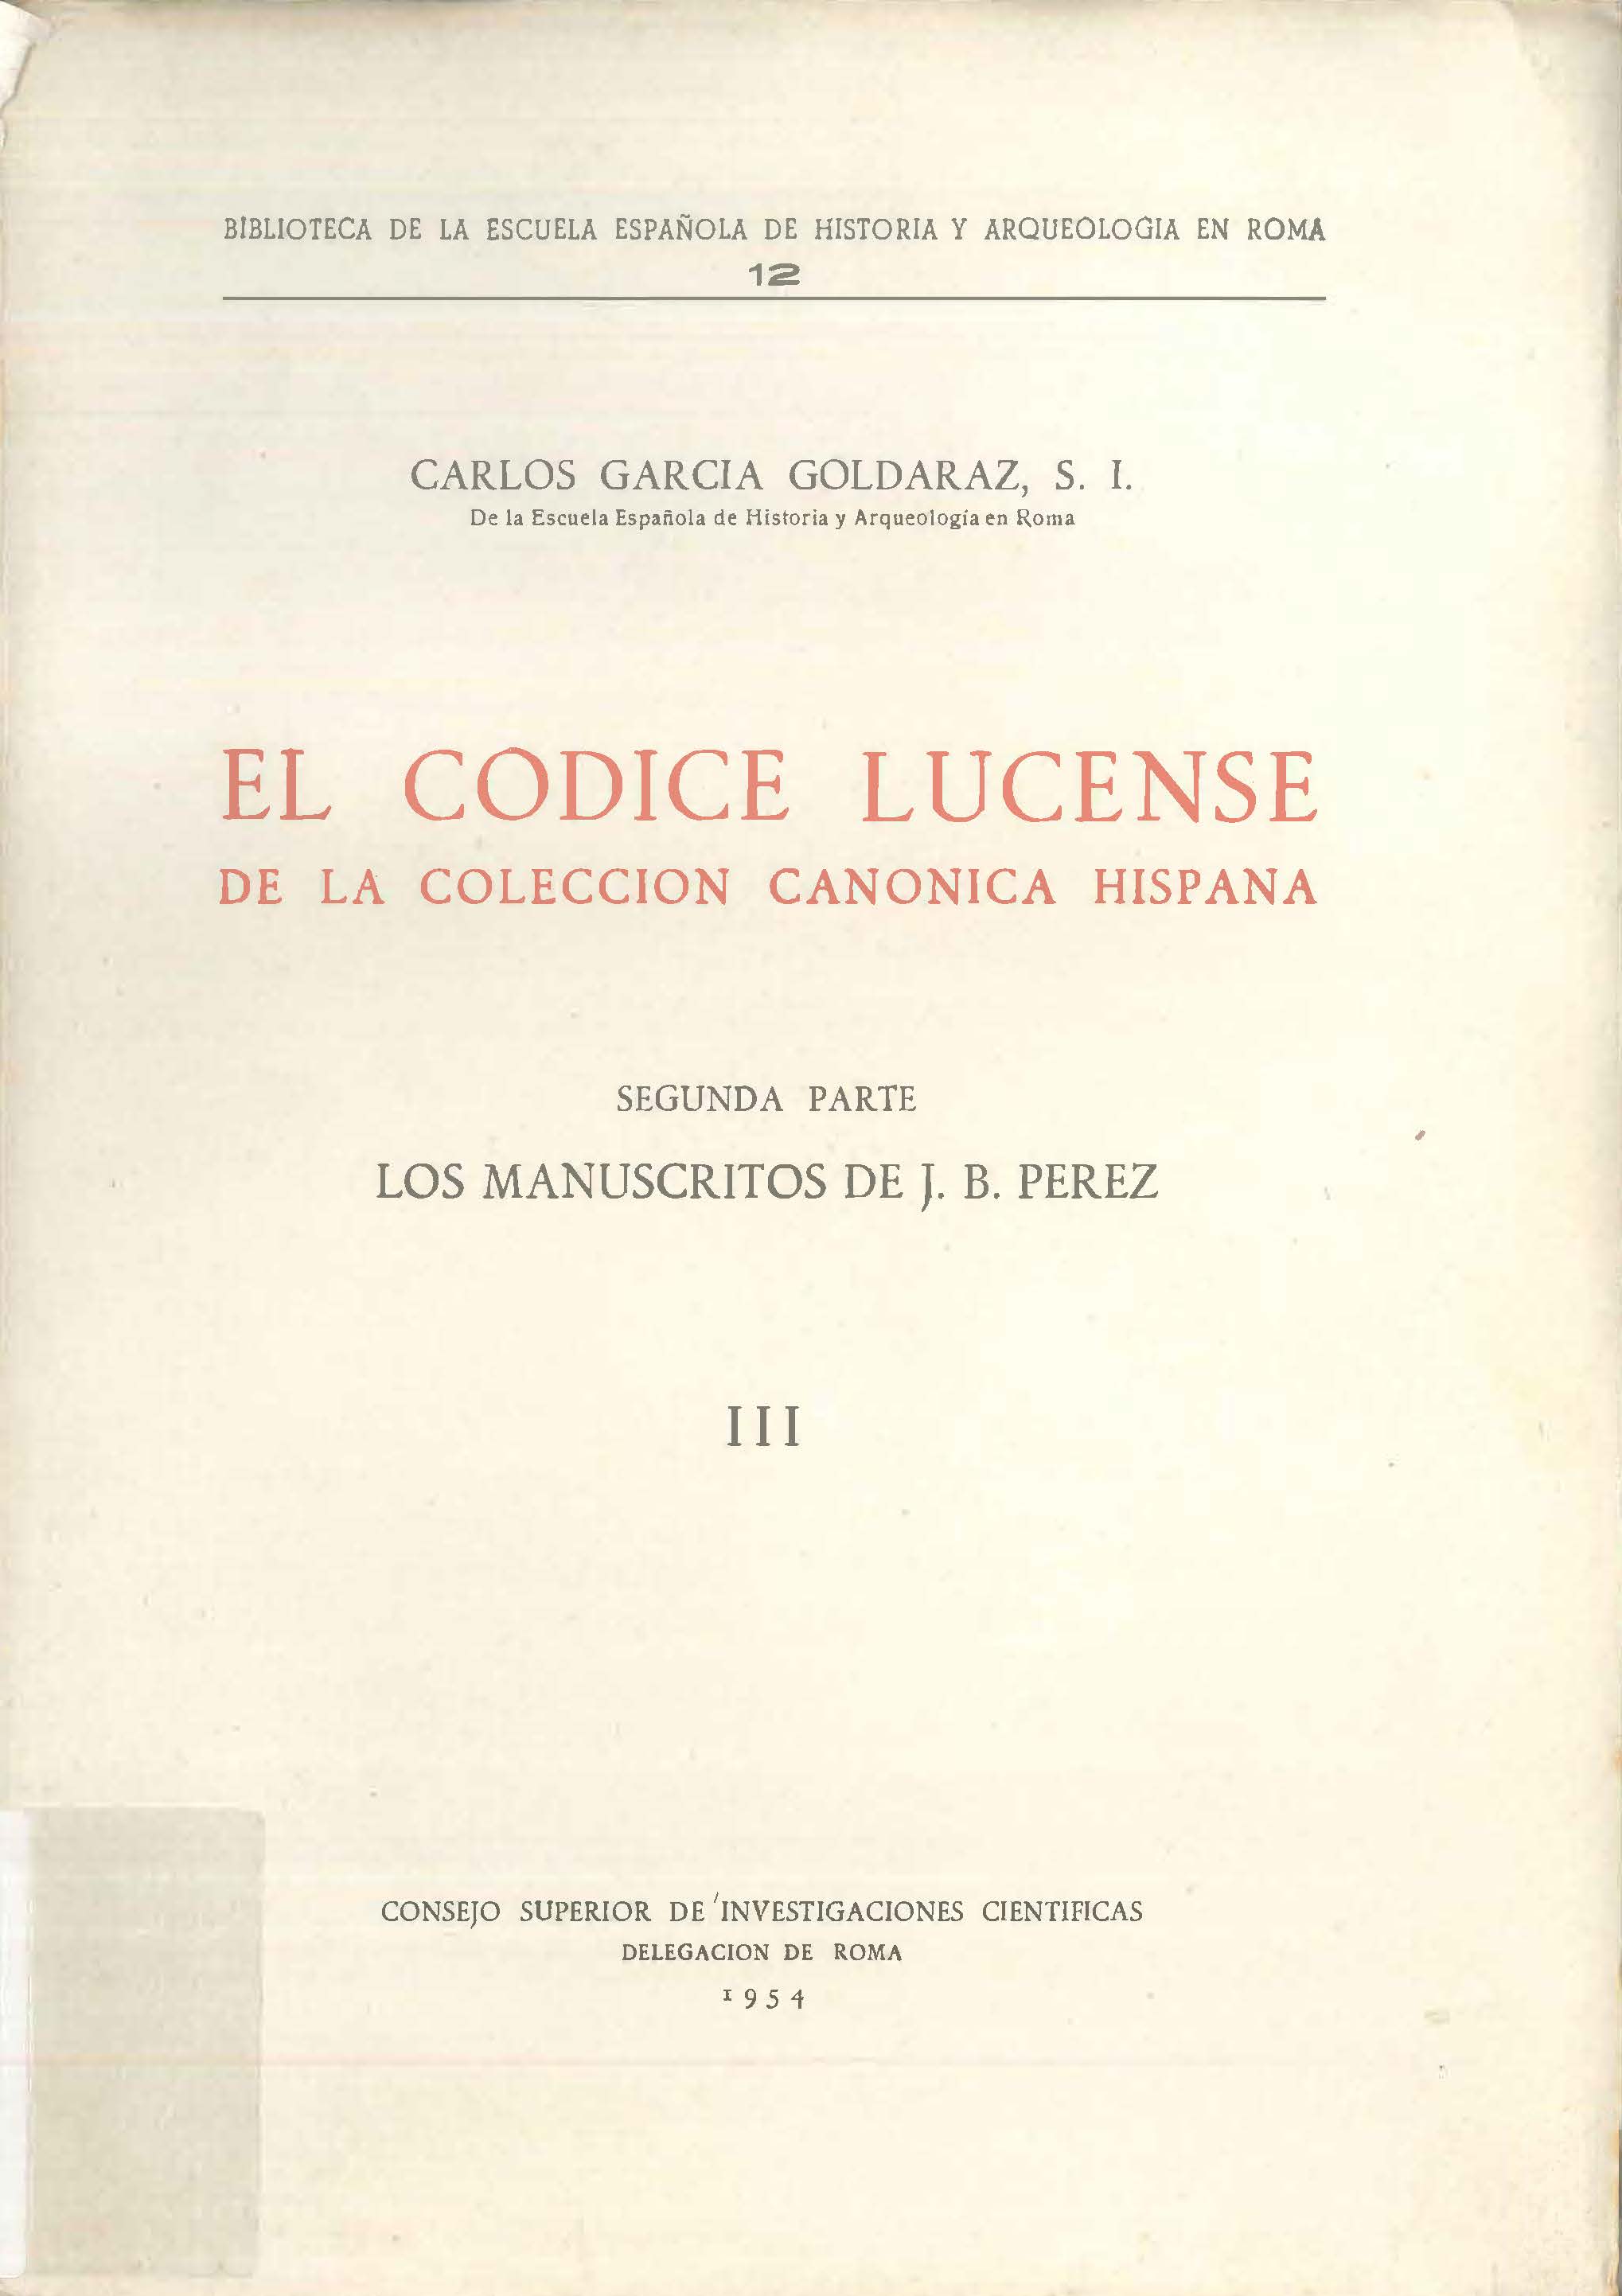 BIBLIOTECA DE LA ESCUELA ESPAÑOLA DE HISTORIA Y ARQUEOLOGIA EN ROMA
12
CARLOS GARCIA GOLDARAZ, S. I.
De la Escuela Española de Historia y Arqueología en Roma
EL CODICE LUCENSE
DE LA COLECCION CANONICA HISPANA
SEGUNDA PARTE
LOS MANUSCRITOS DE J. B. PEREZ
III
CONSEJO SUPERIOR DE INVESTIGACIONES CIENTIFICAS
DELEGACION DE ROMA
1954